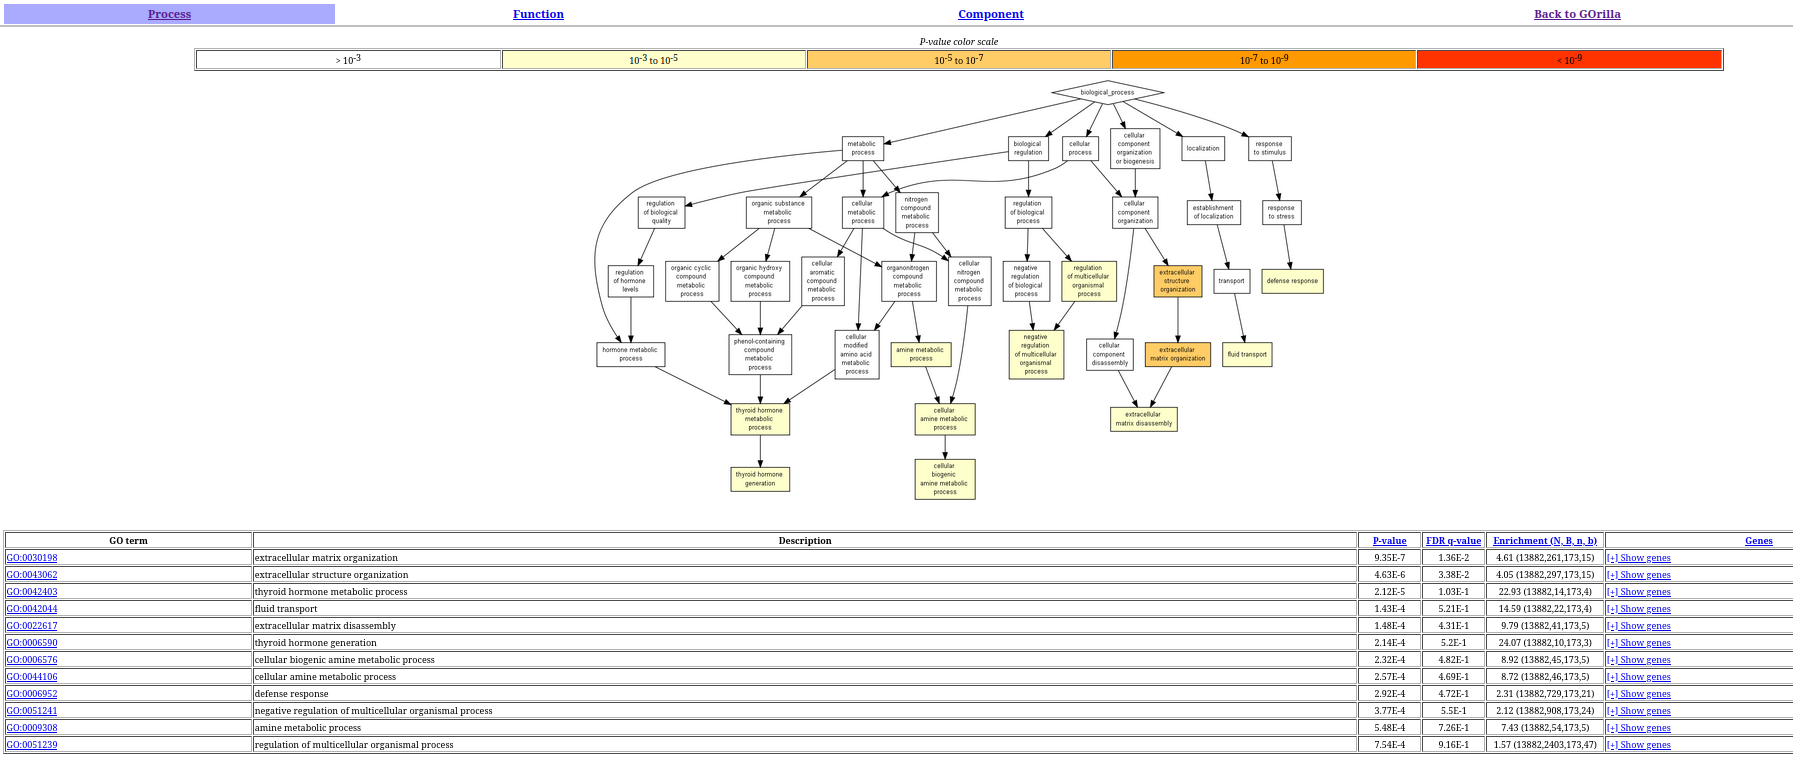 Process Function Component Back to GOrilla
P-value color scale
> 10-3 10-3 to 10-5 10-5 to 10-7 10-7 to 10-9 < 10-9
biological_process
metabolic
process
biological
regulation
cellular
process
cellular
component
organization
or biogenesis
localization
response
to stimulus
regulation
of biological
quality
organic substance
metabolic
process
cellular
metabolic
process
nitrogen
compound
metabolic
process
regulation
of biological
process
cellular
component
organization
establishment
of localization
response
to stress
regulation
of hormone
levels
organic cyclic
compound
metabolic
process
organic hydroxy
compound
metabolic
process
cellular
aromatic
compound
metabolic
process
organonitrogen
compound
metabolic
process
cellular
nitrogen
compound
metabolic
process
negative
regulation
of biological
process
regulation
of multicellular
organismal
process
extracellular
structure
organization
transport
defense response
hormone metabolic
process
phenol-containing
compound
metabolic
process
cellular
modified
amino acid
metabolic
process
amine metabolic
process
negative
regulation
of multicellular
organismal
process
cellular
component
disassembly
extracellular
matrix organization
fluid transport
thyroid hormone
metabolic
process
cellular
amine metabolic
process
extracellular
matrix disassembly
thyroid hormone
generation
cellular
biogenic
amine metabolic
process
GO term Description P-value FDR q-value Enrichment (N, B, n, b) Genes
GO:0030198 extracellular matrix organization 9.35E-7 1.36E-2 4.61 (13882,261,173,15) [+] Show genes
GO:0043062 extracellular structure organization 4.63E-6 3.38E-2 4.05 (13882,297,173,15) [+] Show genes
GO:0042403 thyroid hormone metabolic process 2.12E-5 1.03E-1 22.93 (13882,14,173,4) [+] Show genes
GO:0042044 fluid transport 1.43E-4 5.21E-1 14.59 (13882,22,173,4) [+] Show genes
GO:0022617 extracellular matrix disassembly 1.48E-4 4.31E-1 9.79 (13882,41,173,5) [+] Show genes
GO:0006590 thyroid hormone generation 2.14E-4 5.2E-1 24.07 (13882,10,173,3) [+] Show genes
GO:0006576 cellular biogenic amine metabolic process 2.32E-4 4.82E-1 8.92 (13882,45,173,5) [+] Show genes
GO:0044106 cellular amine metabolic process 2.57E-4 4.69E-1 8.72 (13882,46,173,5) [+] Show genes
GO:0006952 defense response 2.92E-4 4.72E-1 2.31 (13882,729,173,21) [+] Show genes
GO:0051241 negative regulation of multicellular organismal process 3.77E-4 5.5E-1 2.12 (13882,908,173,24) [+] Show genes
GO:0009308 amine metabolic process 5.48E-4 7.26E-1 7.43 (13882,54,173,5) [+] Show genes
GO:0051239 regulation of multicellular organismal process 7.54E-4 9.16E-1 1.57 (13882,2403,173,47) [+] Show genes